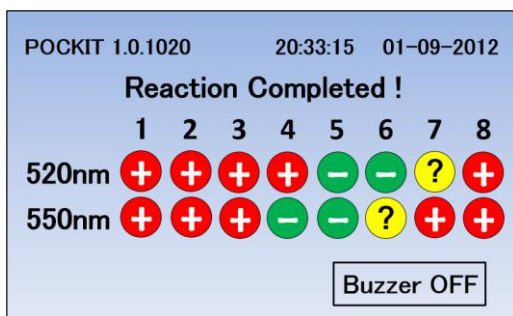 POCKIT 1.0.1020 20:33:15 01-09-2012
Reaction Completed !
1 2 3 4 5 6 7 8
520nm + + + + − − ? +
550nm + + + − − ? + +
Buzzer OFF